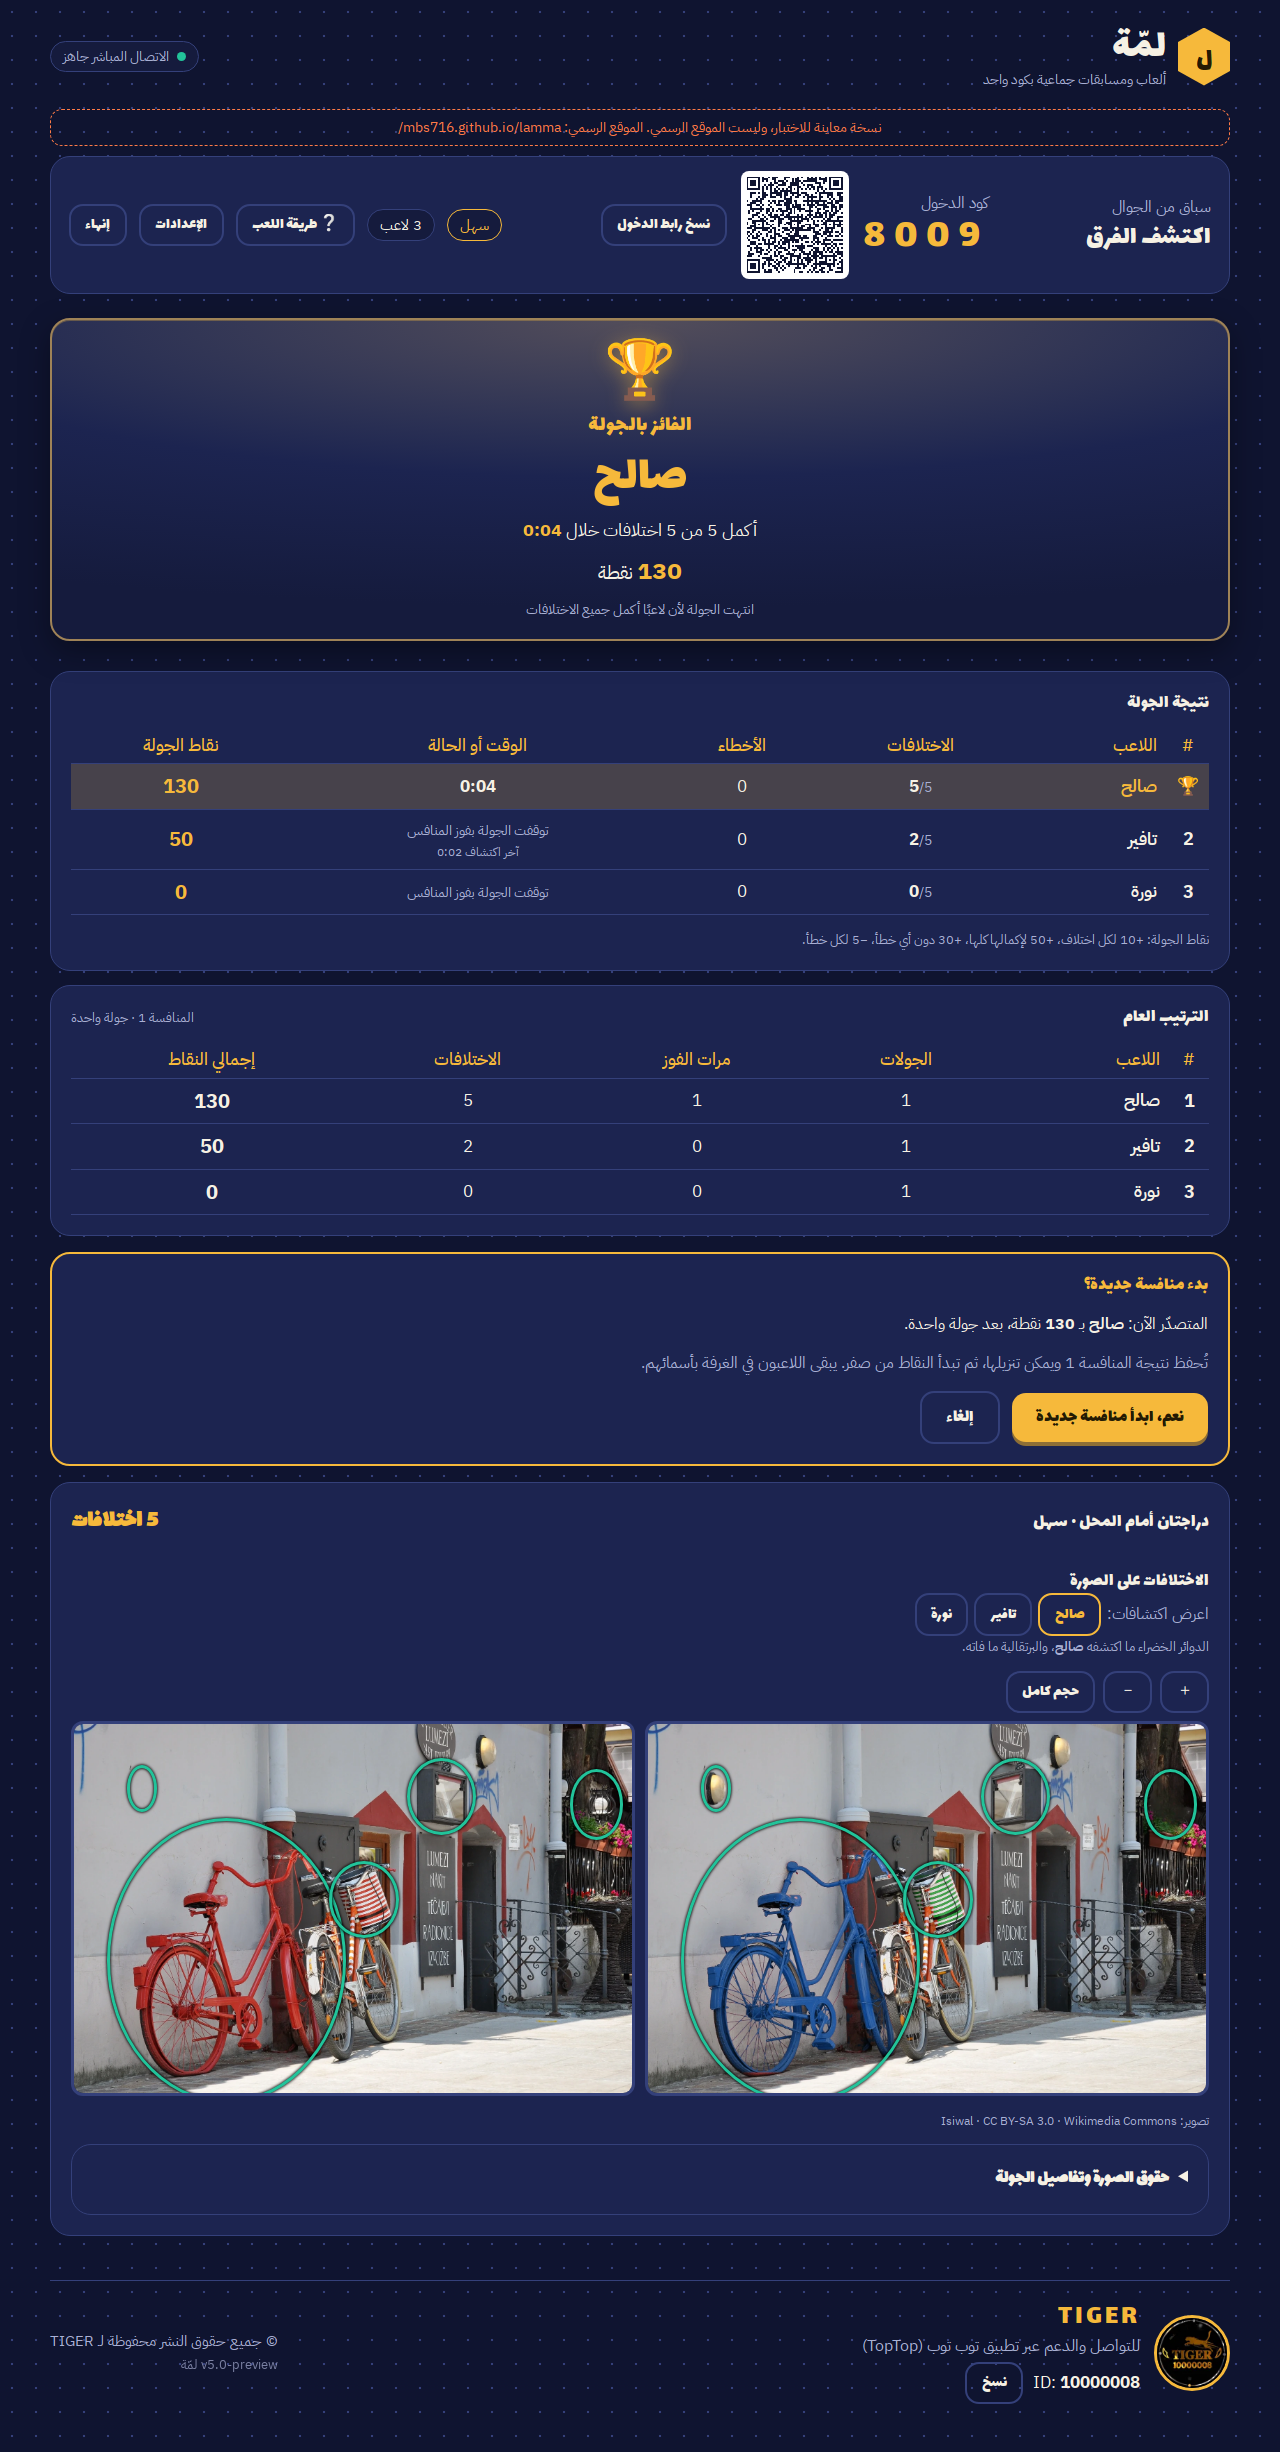 ل
لمّة
ألعاب ومسابقات جماعية بكود واحد
الاتصال المباشر جاهز
نسخة معاينة للاختبار، وليست الموقع الرسمي. الموقع الرسمي: mbs716.github.io/lamma/
سباق من الجوال
اكتشف الفرق
كود الدخول
8009
نسخ رابط الدخول
سهل
3 لاعب
❔ طريقة اللعب
الإعدادات
إنهاء
🏆
الفائز بالجولة
صالح
أكمل 5 من 5 اختلافات خلال 0:04
130 نقطة
انتهت الجولة لأن لاعبًا أكمل جميع الاختلافات
نتيجة الجولة
# اللاعب الاختلافات الأخطاء الوقت أو الحالة نقاط الجولة
🏆 صالح 5/5 0 0:04 130
2 تافير 2/5 0 توقفت الجولة بفوز المنافس 50
آخر اكتشاف 0:02
3 نورة 0/5 0 توقفت الجولة بفوز المنافس 0
نقاط الجولة: +10 لكل اختلاف، +50 لإكمالها كلها، +30 دون أي خطأ، −5 لكل خطأ.
الترتيب العام
المنافسة 1 · جولة واحدة
# اللاعب الجولات مرات الفوز الاختلافات إجمالي النقاط
1 صالح 1 1 5 130
2 تافير 1 0 2 50
3 نورة 1 0 0 0
بدء منافسة جديدة؟
المتصدّر الآن: صالح بـ 130 نقطة، بعد جولة واحدة.
تُحفظ نتيجة المنافسة 1 ويمكن تنزيلها، ثم تبدأ النقاط من صفر. يبقى اللاعبون في الغرفة بأسمائهم.
نعم، ابدأ منافسة جديدة
إلغاء
دراجتان أمام المحل · سهل
5 اختلافات
الاختلافات على الصورة
اعرض اكتشافات: صالح تافير نورة
الدوائر الخضراء ما اكتشفه صالح، والبرتقالية ما فاته.
+ − حجم كامل
LUMEZI
NAKIT
RADIONICE
LUMEZI
NAKIT
RADIONICE
تصوير: Isiwal · CC BY-SA 3.0 · Wikimedia Commons
◀ حقوق الصورة وتفاصيل الجولة
TIGER
10000008
TIGER
للتواصل والدعم عبر تطبيق توب توب (TopTop)
ID: 10000008
نسخ
© جميع حقوق النشر محفوظة لـ TIGER
لمّة v5.0-preview